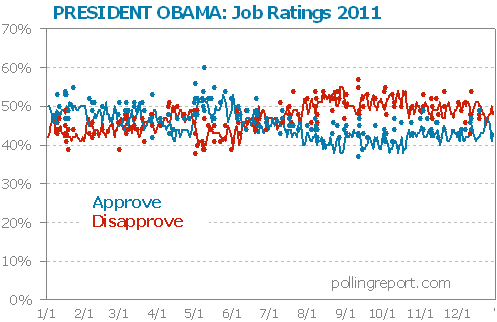 PRESIDENT OBAMA: Job Ratings 2011
70%
60%
50%
40%
30%
20%
10%
0%
Approve
Disapprove
pollingreport.com
1/1 2/1 3/1 4/1 5/1 6/1 7/1 8/1 9/1 10/1 11/1 12/1